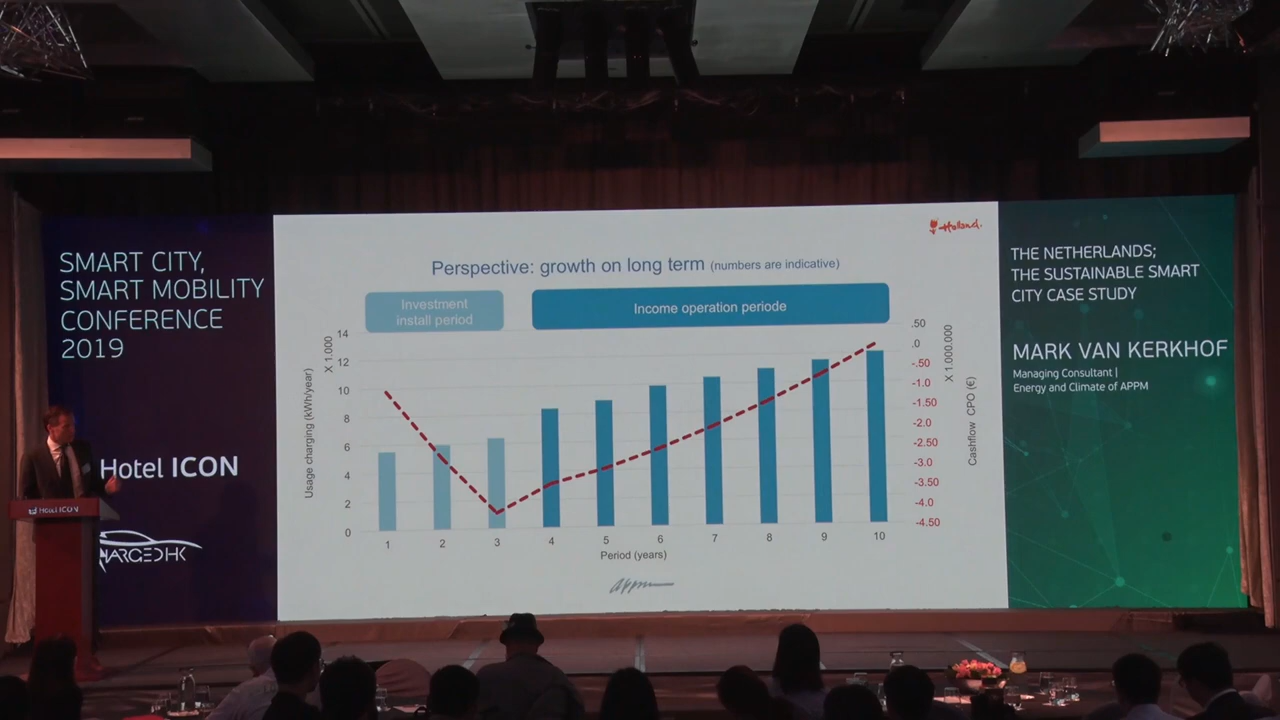 SMART CITY,
SMART MOBILITY
CONFERENCE
2019
Hotel ICON
Hotel ICON
Holland.
Perspective: growth on long term (numbers are indicative)
Investment
install period
Income operation periode
X 1.000
Usage charging (kWh/year)
14
12
10
8
6
4
2
0
1 2 3 4 5 6 7 8 9 10
Period (years)
.50
.0
-.50
-1.0
-1.50
-2.0
-2.50
-3.0
-3.50
-4.0
-4.50
X 1.000.000
Cashflow CPO (€)
appm
THE NETHERLANDS;
THE SUSTAINABLE SMART
CITY CASE STUDY
MARK VAN KERKHOF
Managing Consultant |
Energy and Climate of APPM